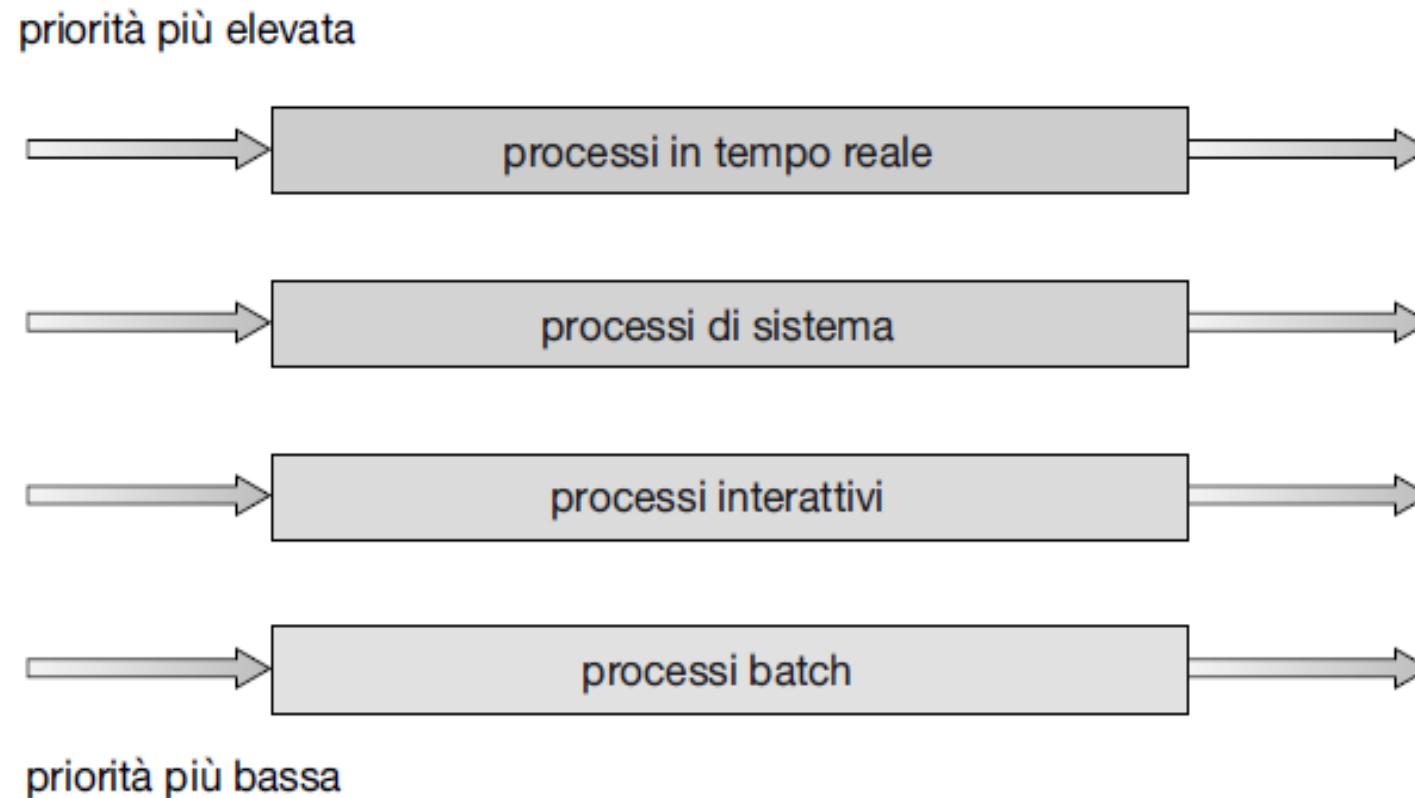 priorità più elevata
processi in tempo reale
processi di sistema
processi interattivi
processi batch
priorità più bassa